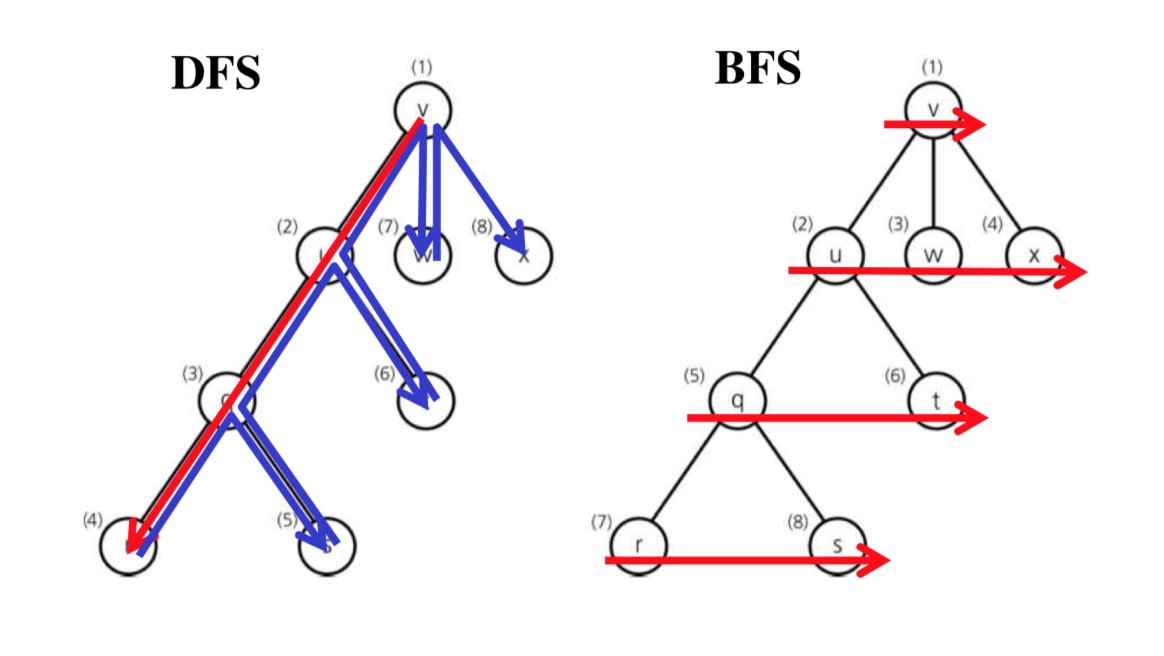 DFS
(1)
v
(2)
(7)
w
(8)
x
(3)
(6)
(4)
(5)
BFS
(1)
v
(2)
u
(3)
w
(4)
x
(5)
q
(6)
t
(7)
r
(8)
s